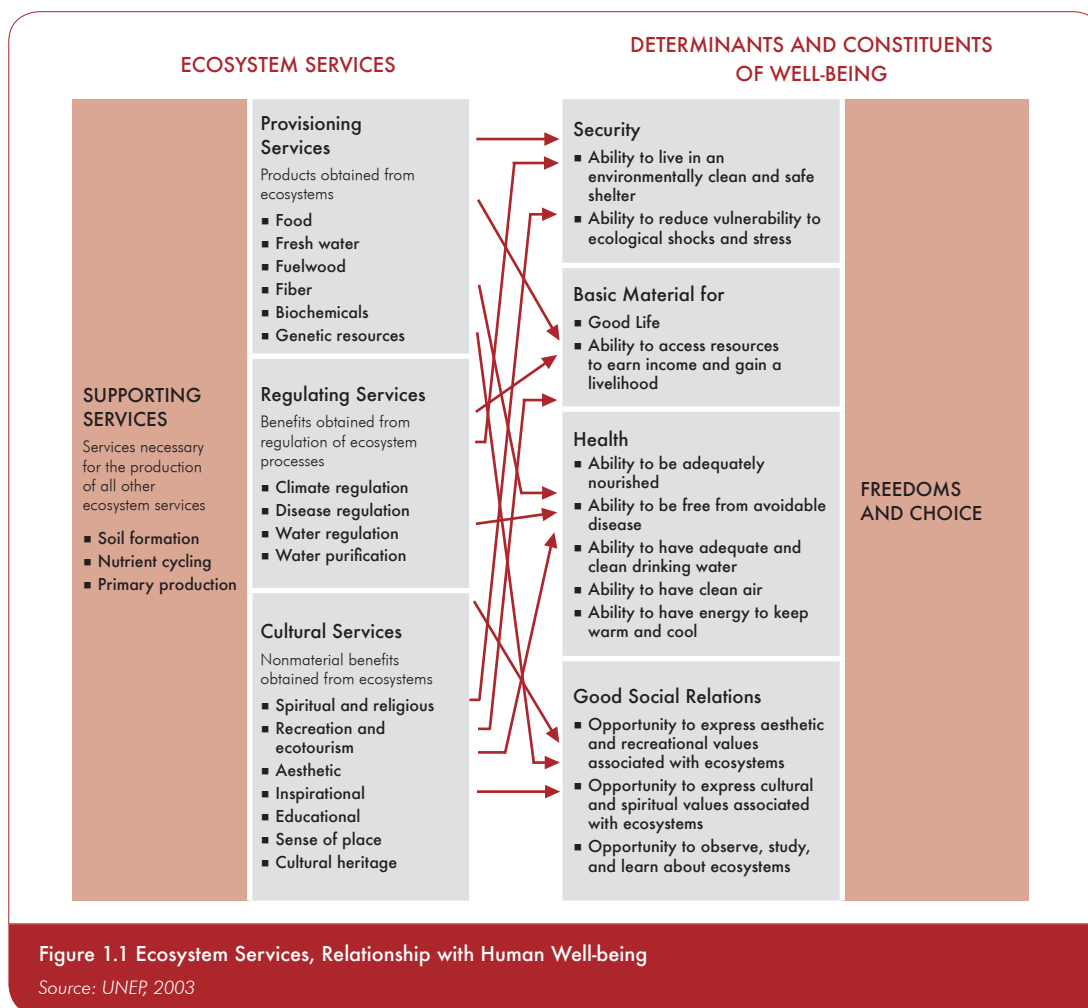 ECOSYSTEM SERVICES
DETERMINANTS AND CONSTITUENTS
OF WELL-BEING
SUPPORTING
SERVICES
Services necessary
for the production
of all other
ecosystem services
■ Soil formation
■ Nutrient cycling
■ Primary production
Provisioning
Services
Products obtained from
ecosystems
■ Food
■ Fresh water
■ Fuelwood
■ Fiber
■ Biochemicals
■ Genetic resources
Regulating Services
Benefits obtained from
regulation of ecosystem
processes
■ Climate regulation
■ Disease regulation
■ Water regulation
■ Water purification
Cultural Services
Nonmaterial benefits
obtained from ecosystems
■ Spiritual and religious
■ Recreation and
ecotourism
■ Aesthetic
■ Inspirational
■ Educational
■ Sense of place
■ Cultural heritage
Security
■ Ability to live in an
environmentally clean and safe
shelter
■ Ability to reduce vulnerability to
ecological shocks and stress
Basic Material for
■ Good Life
■ Ability to access resources
to earn income and gain a
livelihood
Health
■ Ability to be adequately
nourished
■ Ability to be free from avoidable
disease
■ Ability to have adequate and
clean drinking water
■ Ability to have clean air
■ Ability to have energy to keep
warm and cool
Good Social Relations
■ Opportunity to express aesthetic
and recreational values
associated with ecosystems
■ Opportunity to express cultural
and spiritual values associated
with ecosystems
■ Opportunity to observe, study,
and learn about ecosystems
FREEDOMS
AND CHOICE
Figure 1.1 Ecosystem Services, Relationship with Human Well-being
Source: UNEP, 2003